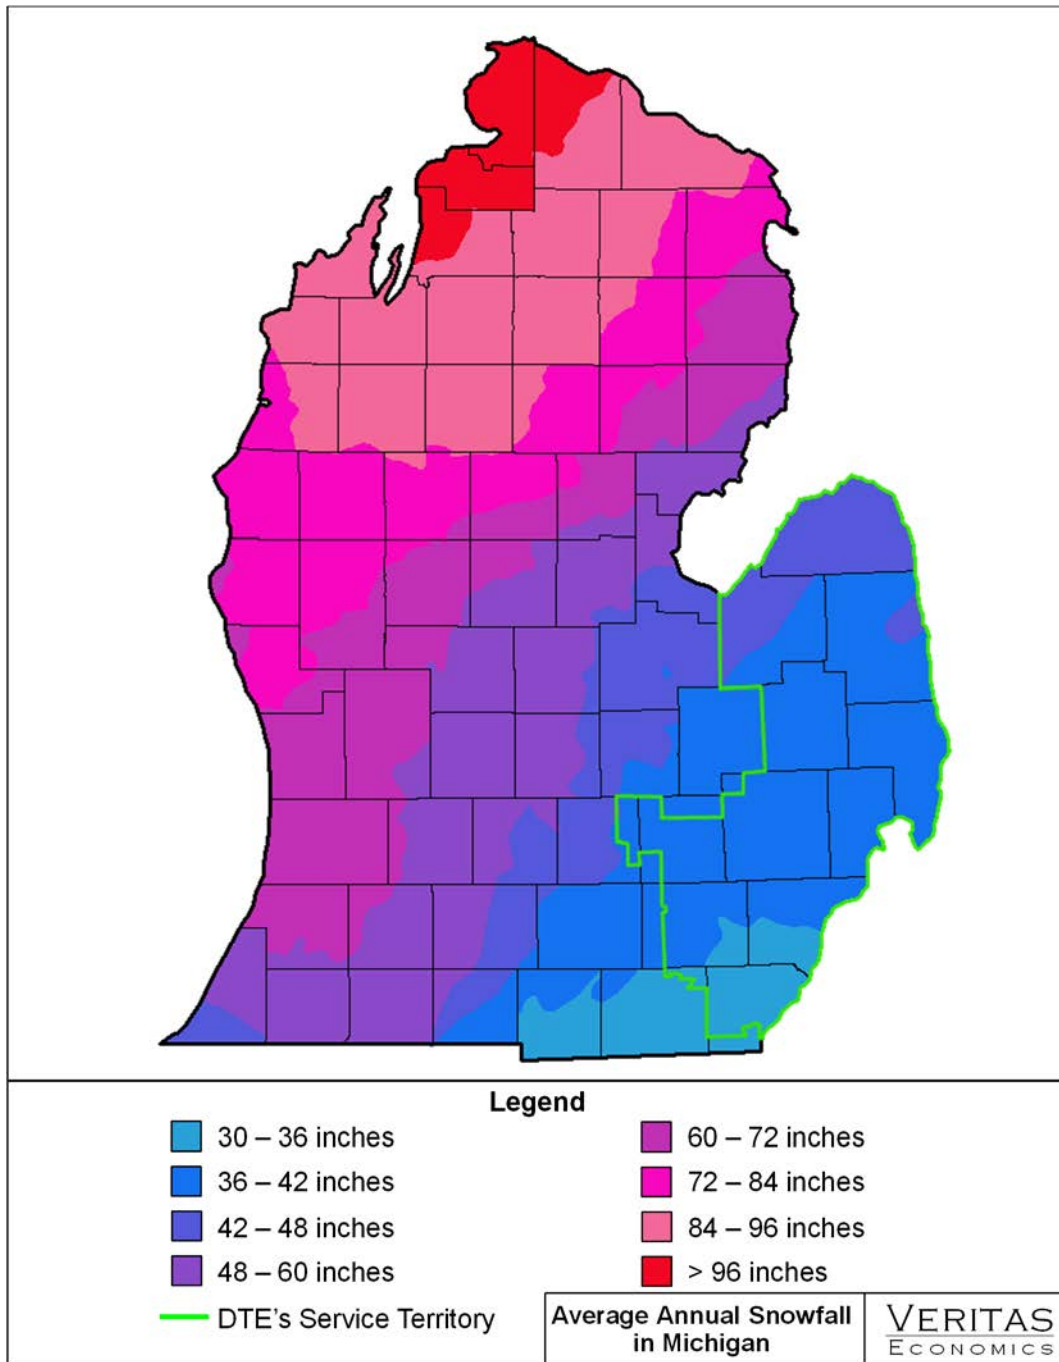 Legend
30 – 36 inches
36 – 42 inches
42 – 48 inches
48 – 60 inches
DTE's Service Territory
60 – 72 inches
72 – 84 inches
84 – 96 inches
> 96 inches
Average Annual Snowfall
in Michigan
VERITAS
ECONOMICS